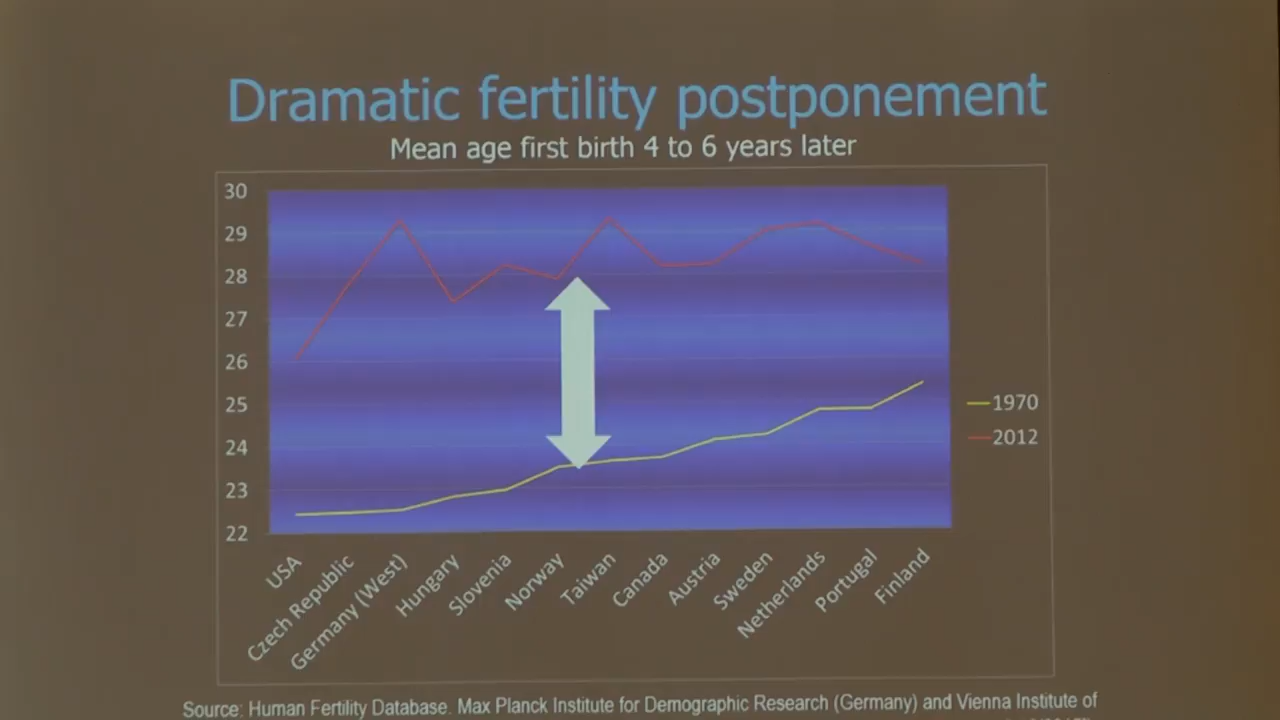 Dramatic fertility postponement
Mean age first birth 4 to 6 years later
30
29
28
27
26
25
24
23
22
1970
2012
USA
Czech Republic
Germany (West)
Hungary
Slovenia
Norway
Taiwan
Canada
Austria
Sweden
Netherlands
Portugal
Finland
Source: Human Fertility Database. Max Planck Institute for Demographic Research (Germany) and Vienna Institute of